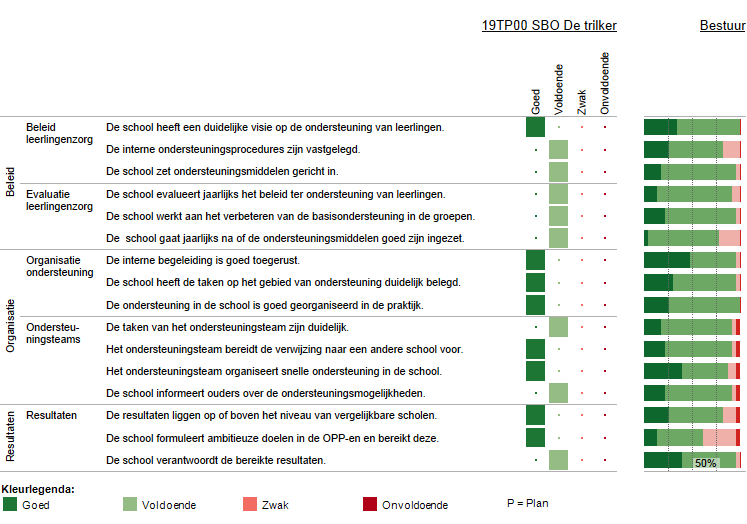 19TP00 SBO De trilker Bestuur
Goed Voldoende Zwak Onvoldoende
Beleid
Beleid leerlingenzorg
De school heeft een duidelijke visie op de ondersteuning van leerlingen.
De interne ondersteuningsprocedures zijn vastgelegd.
De school zet ondersteuningsmiddelen gericht in.
Evaluatie leerlingenzorg
De school evalueert jaarlijks het beleid ter ondersteuning van leerlingen.
De school werkt aan het verbeteren van de basisondersteuning in de groepen.
De school gaat jaarlijks na of de ondersteuningsmiddelen goed zijn ingezet.
Organisatie
Organisatie ondersteuning
De interne begeleiding is goed toegerust.
De school heeft de taken op het gebied van ondersteuning duidelijk belegd.
De ondersteuning in de school is goed georganiseerd in de praktijk.
Ondersteu-
ningsteams
De taken van het ondersteuningsteam zijn duidelijk.
Het ondersteuningsteam bereidt de verwijzing naar een andere school voor.
Het ondersteuningsteam organiseert snelle ondersteuning in de school.
De school informeert ouders over de ondersteuningsmogelijkheden.
Resultaten
Resultaten
De resultaten liggen op of boven het niveau van vergelijkbare scholen.
De school formuleert ambitieuze doelen in de OPP-en en bereikt deze.
De school verantwoordt de bereikte resultaten.
50%
Kleurlegenda:
Goed Voldoende Zwak Onvoldoende P = Plan